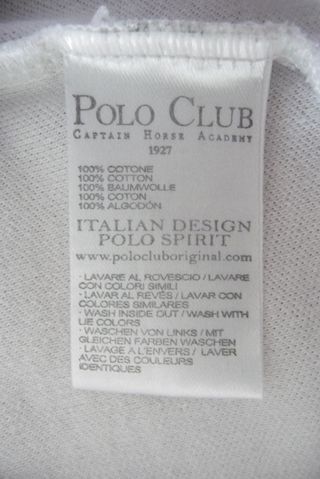 POLO CLUB
CAPTAIN HORSE ACADEMY
1927
100% COTONE
100% COTTON
100% BAUMWOLLE
100% COTON
100% ALGODÓN
ITALIAN DESIGN
POLO SPIRIT
www.polocluboriginal.com
- LAVARE AL ROVESCIO / LAVARE
CON COLORI SIMILI
- LAVAR AL REVÉS / LAVAR CON
COLORES SIMILARES
- WASH INSIDE OUT / WASH WITH
LIE COLORS
- WASCHEN VON LINKS / MIT
GLEICHEN FARBEN WASCHEN
- LAVAGE A L'ENVERS / LAVER
AVEC DES COULEURS
IDENTIQUES